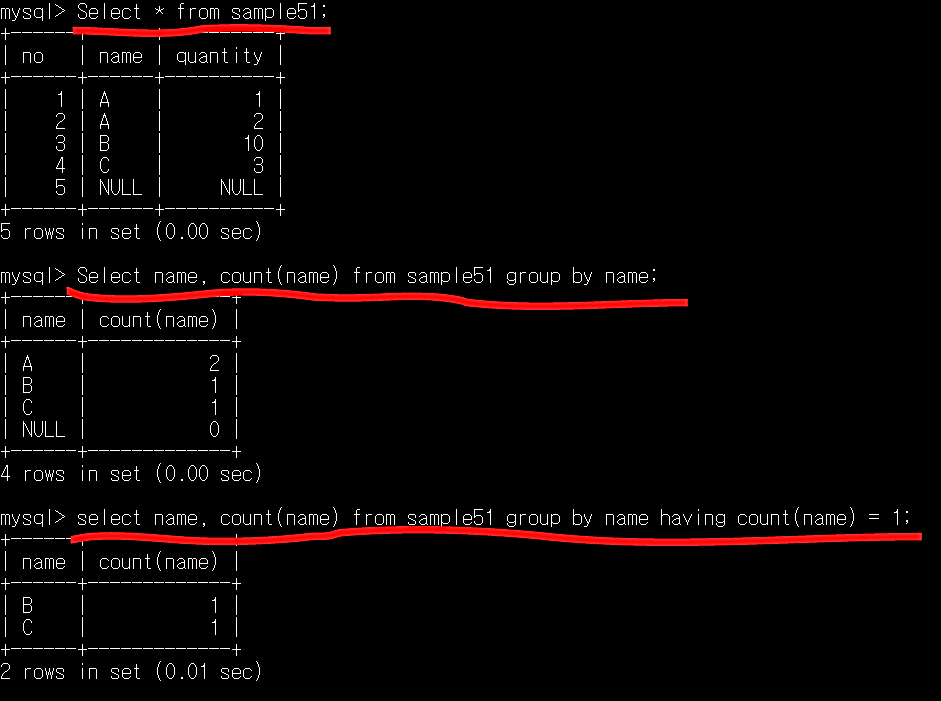 mysql> Select * from sample51;
+------+------+----------+
| no   | name | quantity |
+------+------+----------+
|    1 | A    |        1 |
|    2 | A    |        2 |
|    3 | B    |       10 |
|    4 | C    |        3 |
|    5 | NULL |     NULL |
+------+------+----------+
5 rows in set (0.00 sec)
mysql> Select name, count(name) from sample51 group by name;
+------+-------------+
| name | count(name) |
+------+-------------+
| A    |           2 |
| B    |           1 |
| C    |           1 |
| NULL |           0 |
+------+-------------+
4 rows in set (0.00 sec)
mysql> select name, count(name) from sample51 group by name having count(name) = 1;
+------+-------------+
| name | count(name) |
+------+-------------+
| B    |           1 |
| C    |           1 |
+------+-------------+
2 rows in set (0.01 sec)